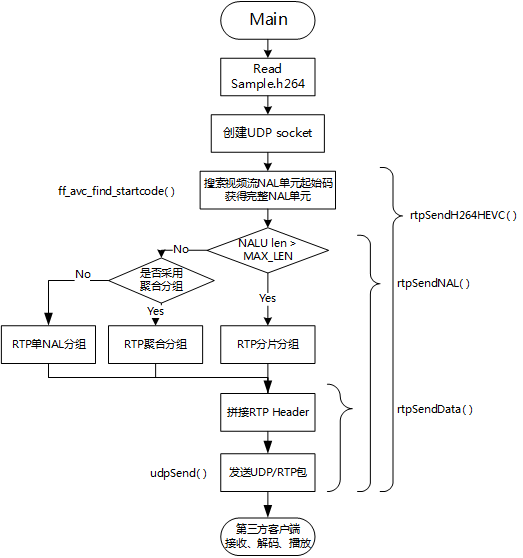 Main
Read
Sample.h264
创建UDP socket
ff_avc_find_startcode()
搜索视频流NAL单元起始码
获得完整NAL单元
rtpSendH264HEVC()
NALU len >
MAX_LEN
No
是否采用
聚合分组
No
Yes
Yes
rtpSendNAL()
RTP单NAL分组
RTP聚合分组
RTP分片分组
拼接RTP Header
rtpSendData()
udpSend()
发送UDP/RTP包
第三方客户端
接收、解码、播放